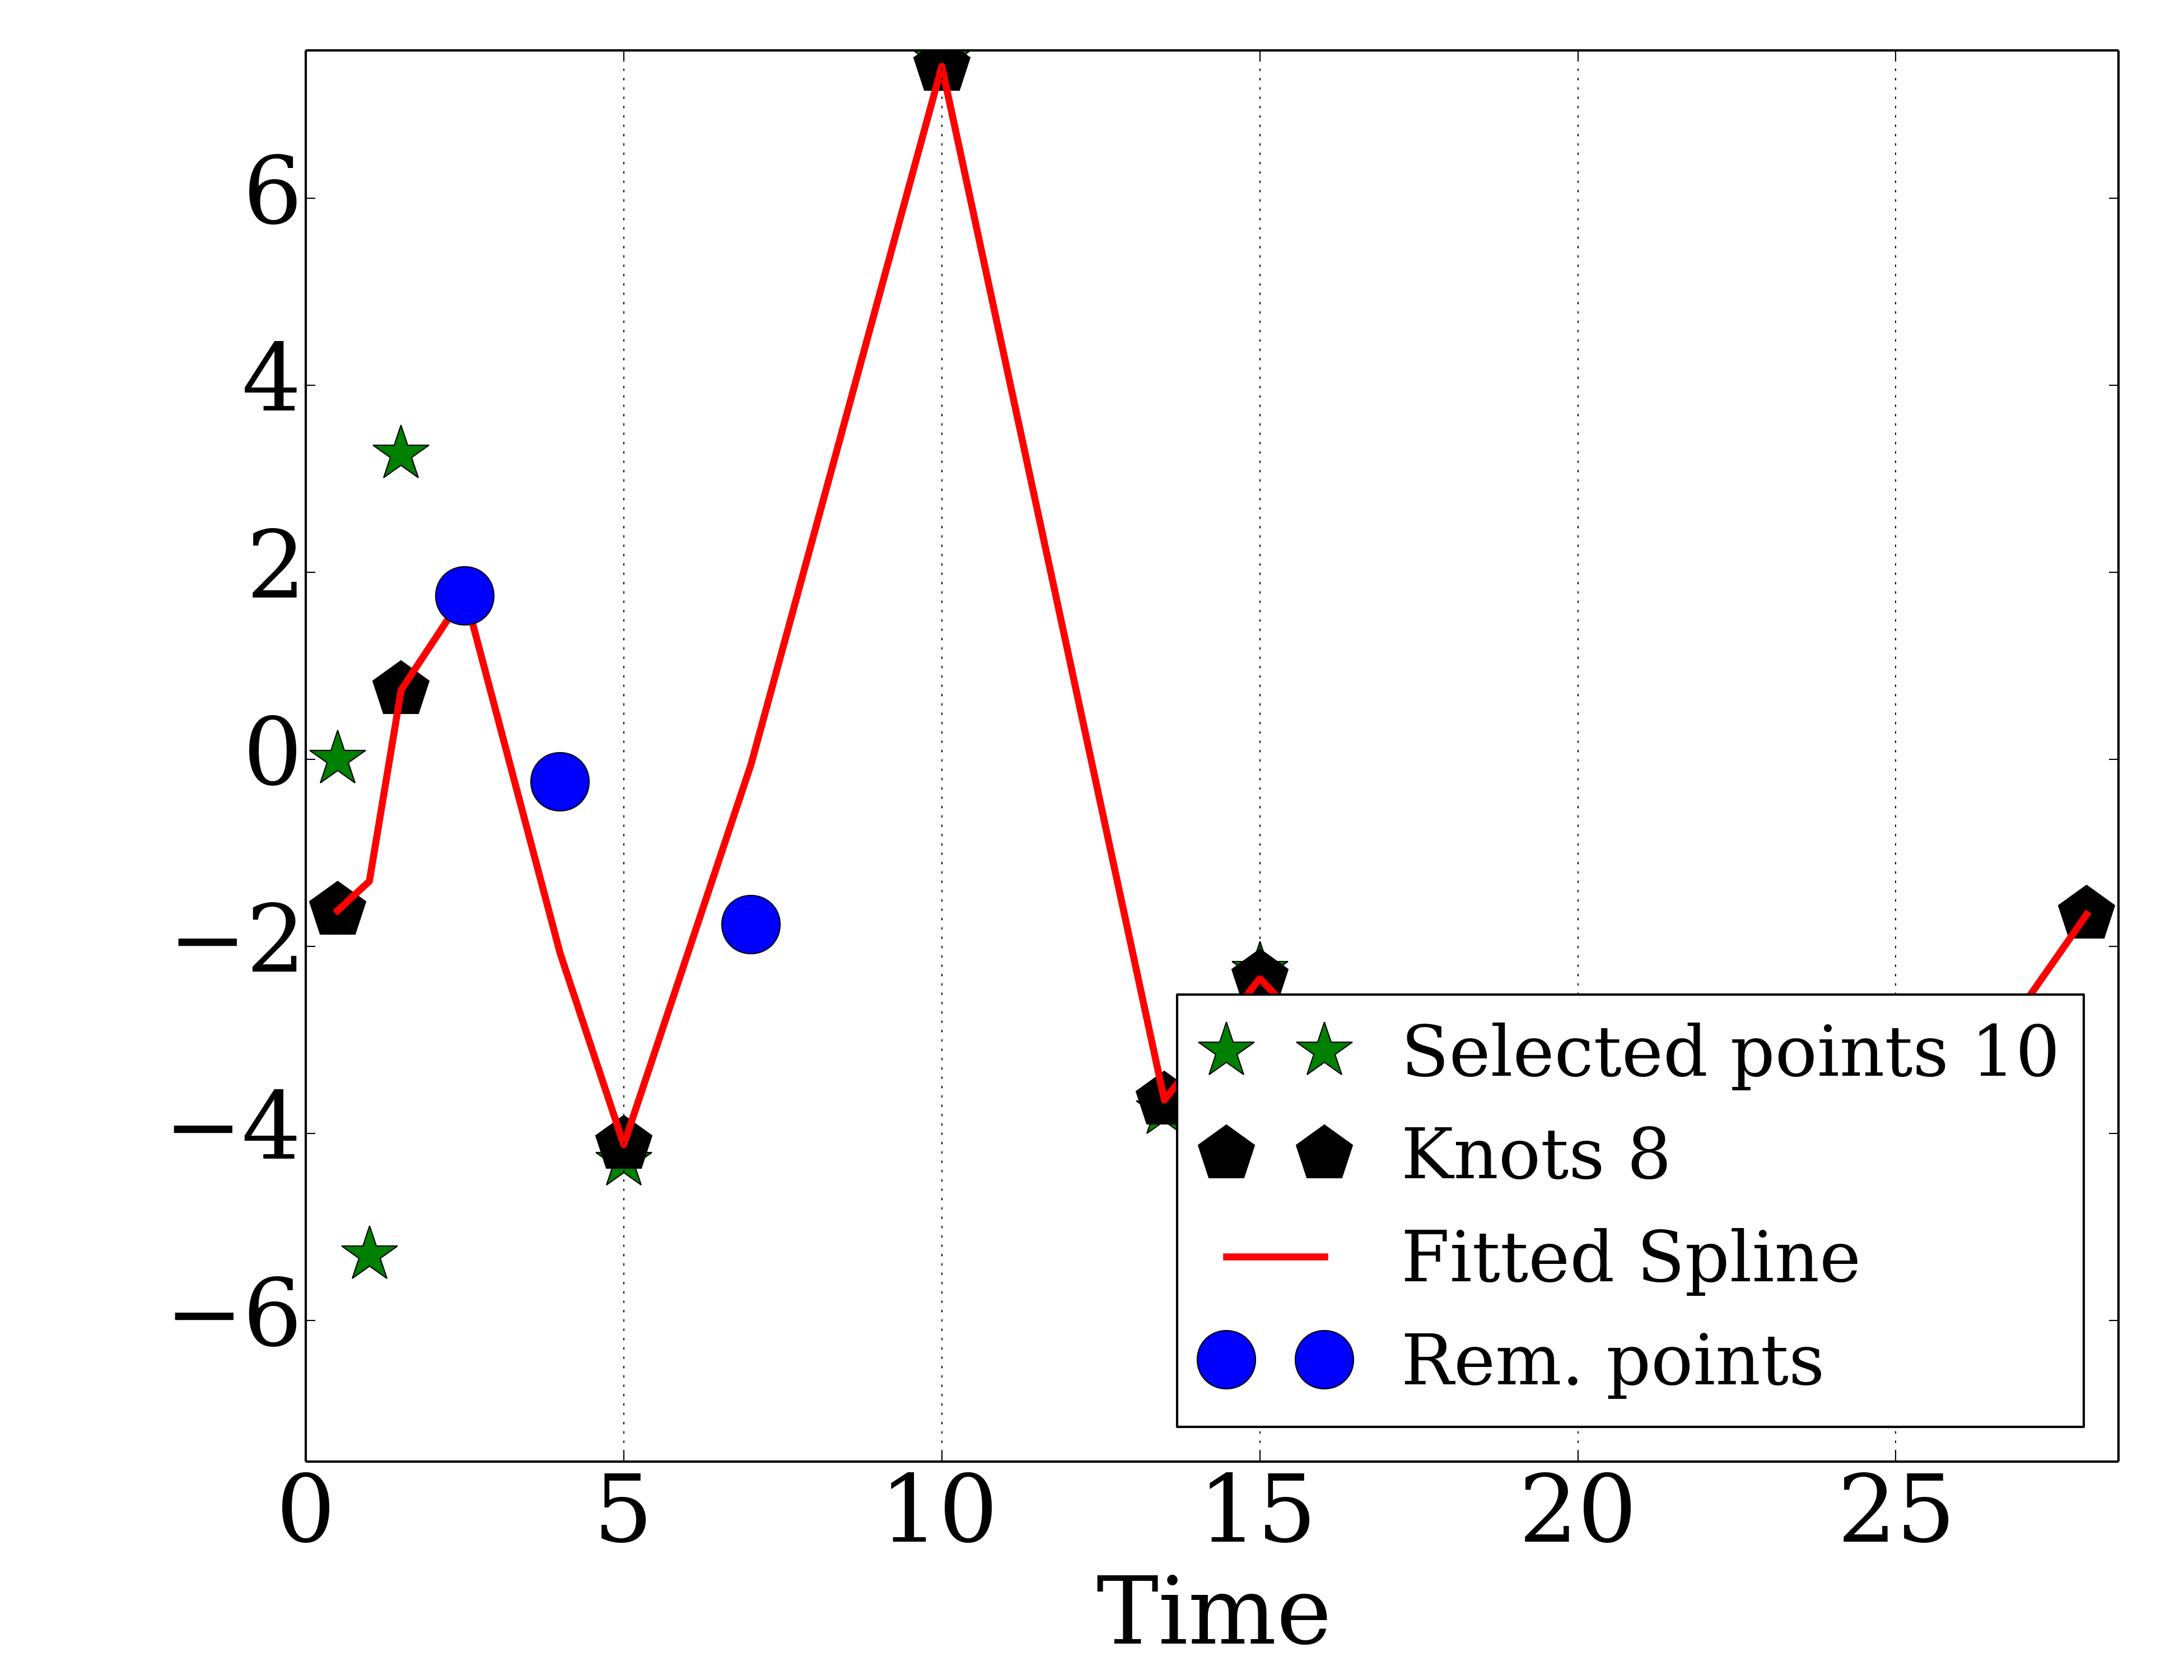 6
4
2
0
−2
−4
−6
Selected points 10
Knots 8
Fitted Spline
Rem. points
0 5 10 15 20 25
Time